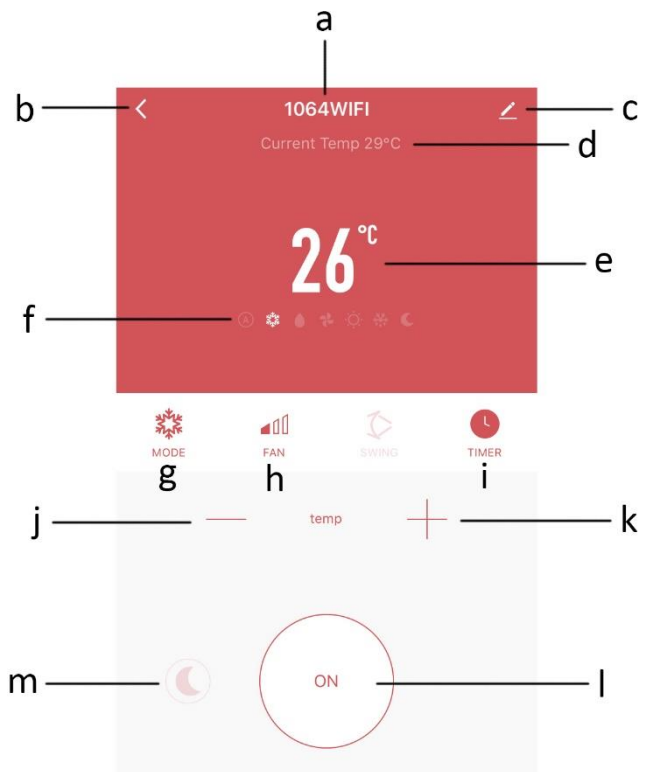 a
b 1064WIFI c
Current Temp 29°C d
26°C e
f A
MODE FAN SWING TIMER
g h i
j temp k
m ON l